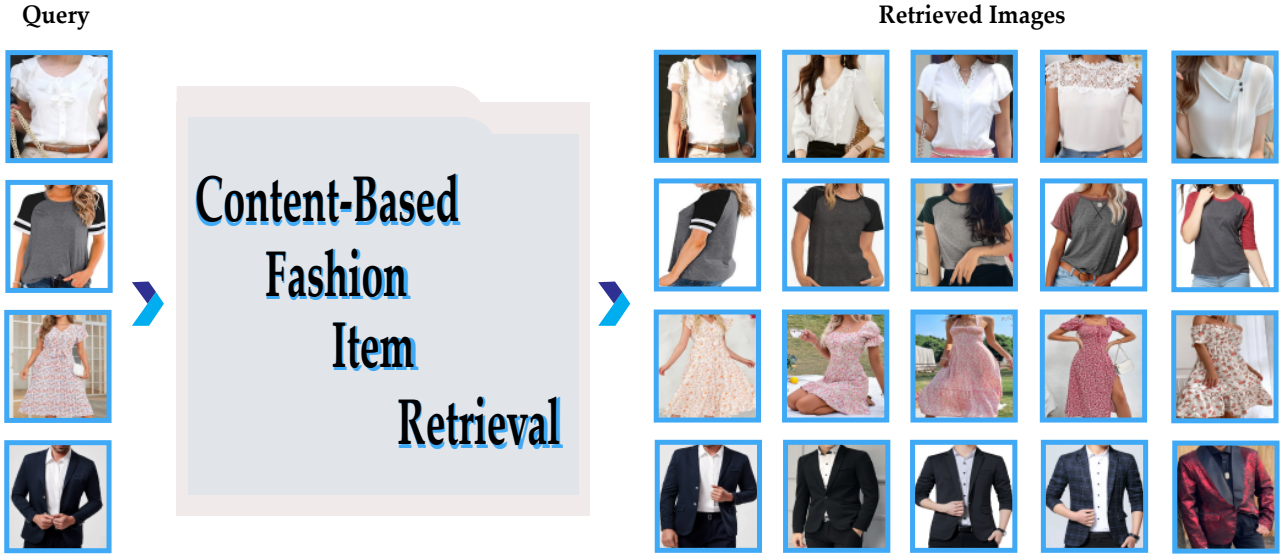 Query
Retrieved Images
Content-Based
Fashion
Item
Retrieval